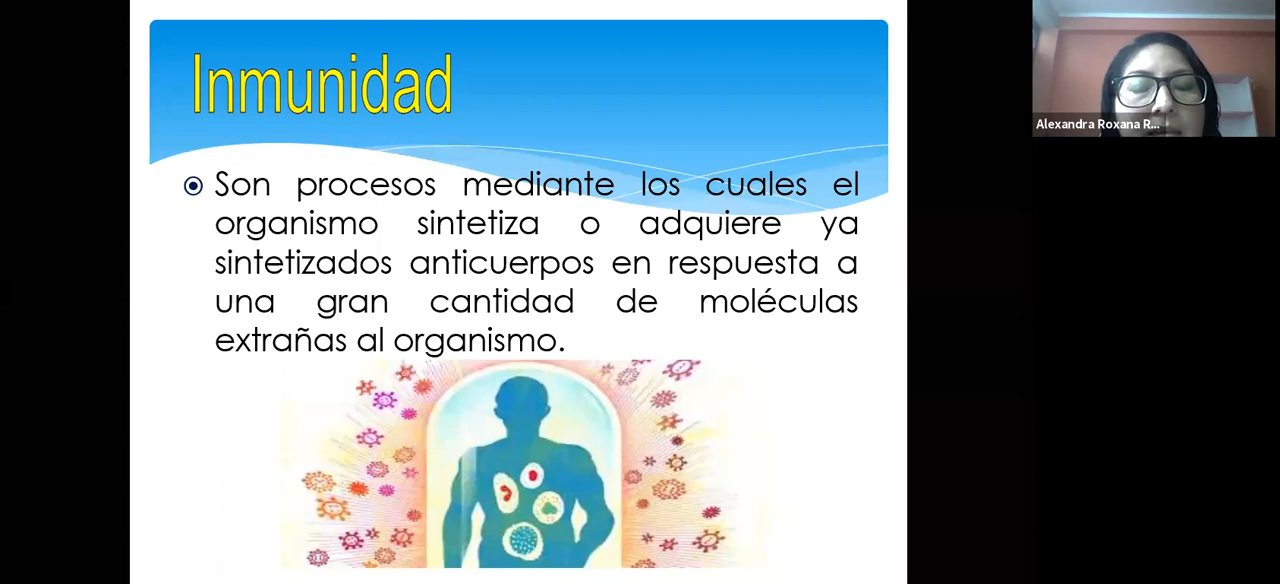 Inmunidad
Son procesos mediante los cuales el
organismo sintetiza o adquiere ya
sintetizados anticuerpos en respuesta a
una gran cantidad de moléculas
extrañas al organismo.
Alexandra Roxana R...